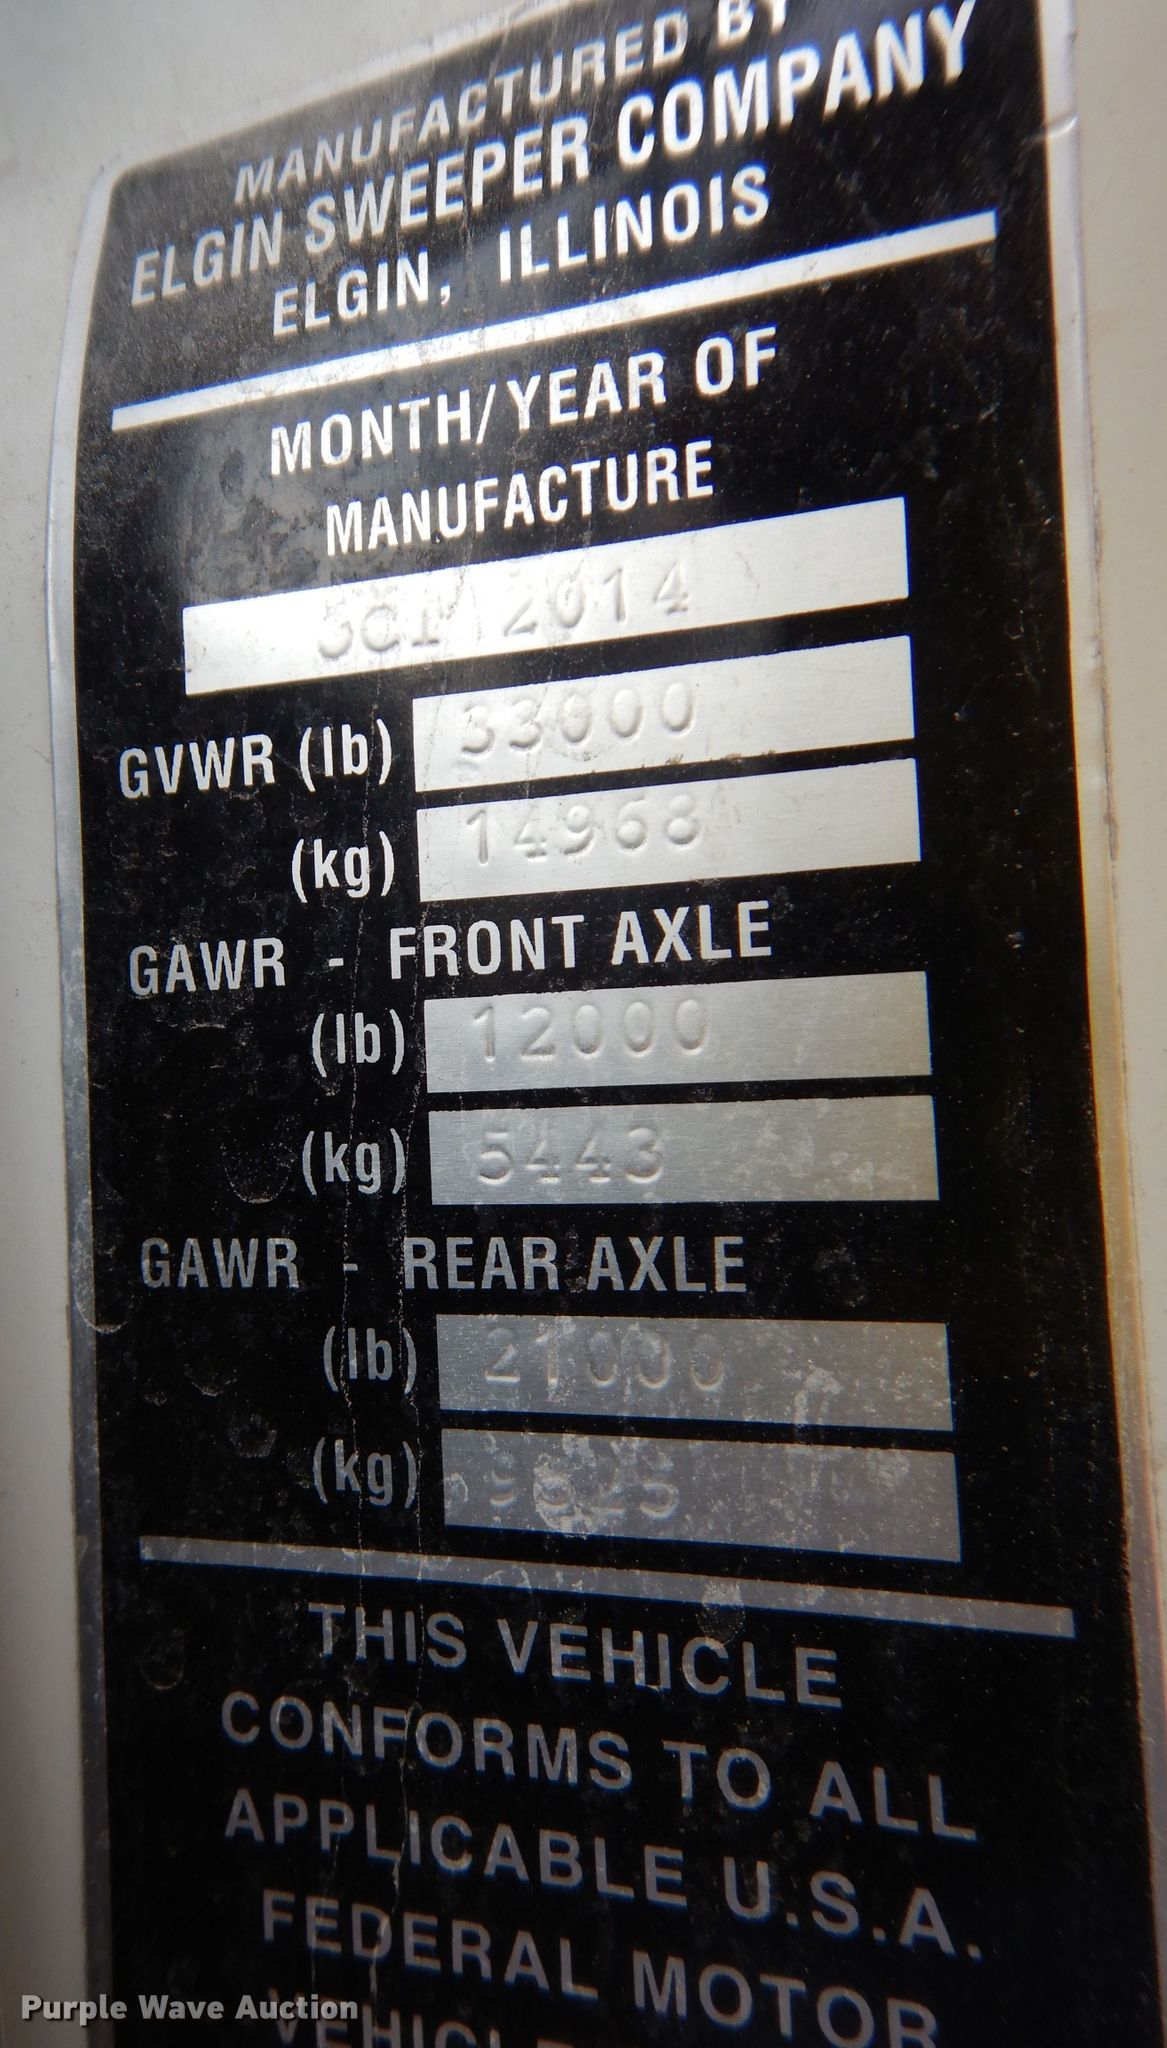 MANUFACTURED BY
ELGIN SWEEPER COMPANY
ELGIN, ILLINOIS
MONTH/YEAR OF
MANUFACTURE
OCT 2014
GVWR (lb) 33000
(kg) 14968
GAWR - FRONT AXLE
(lb) 12000
(kg) 5443
GAWR - REAR AXLE
(lb) 21000
(kg) 9525
THIS VEHICLE
CONFORMS TO ALL
APPLICABLE U.S.A.
FEDERAL MOTOR
Purple Wave Auction